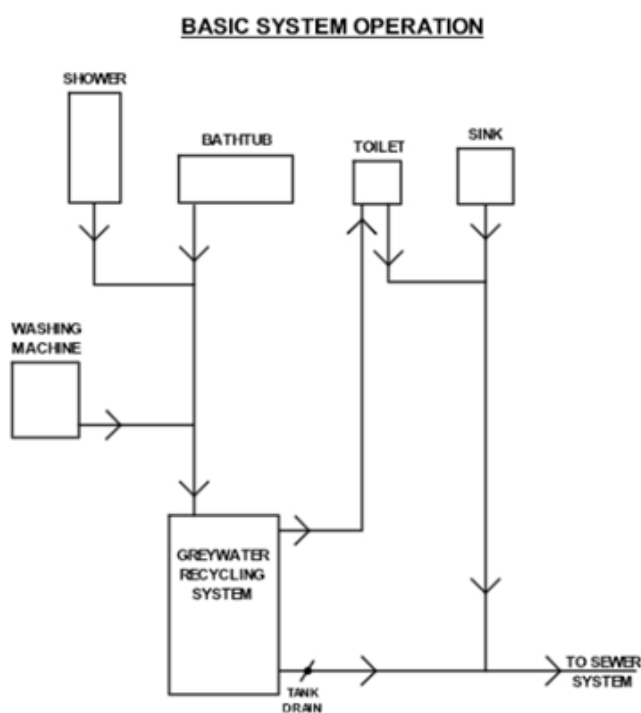 BASIC SYSTEM OPERATION
SHOWER
BATHTUB
TOILET
SINK
WASHING
MACHINE
GREYWATER
RECYCLING
SYSTEM
TANK
DRAIN
TO SEWER
SYSTEM